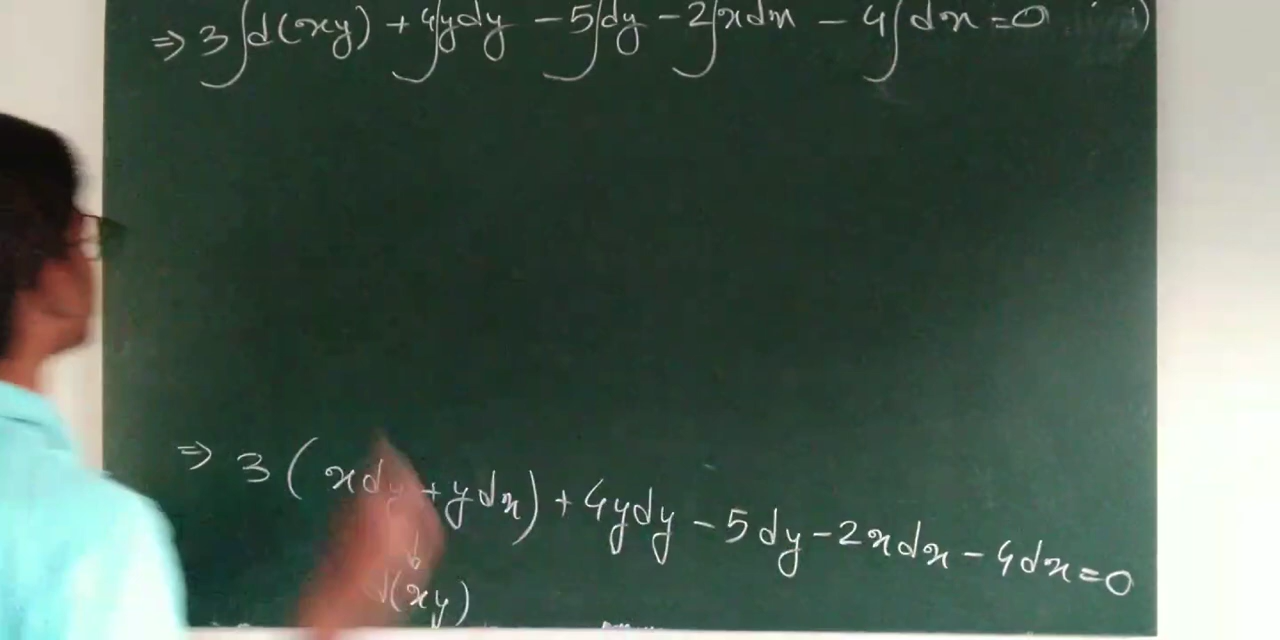 ⇒ 3∫d(xy) + 4∫ydy − 5∫dy − 2∫xdx − 4∫dx = 0
⇒ 3(xdy + ydx) + 4ydy − 5dy − 2xdx − 4dx = 0
↓
d(xy)